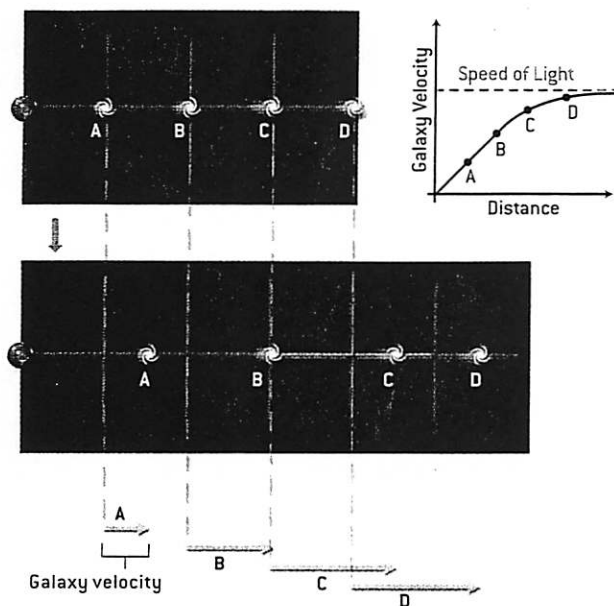 A B C D
Speed of Light
Galaxy Velocity
A
B
C
D
Distance
A B C D
A
Galaxy velocity
B
C
D